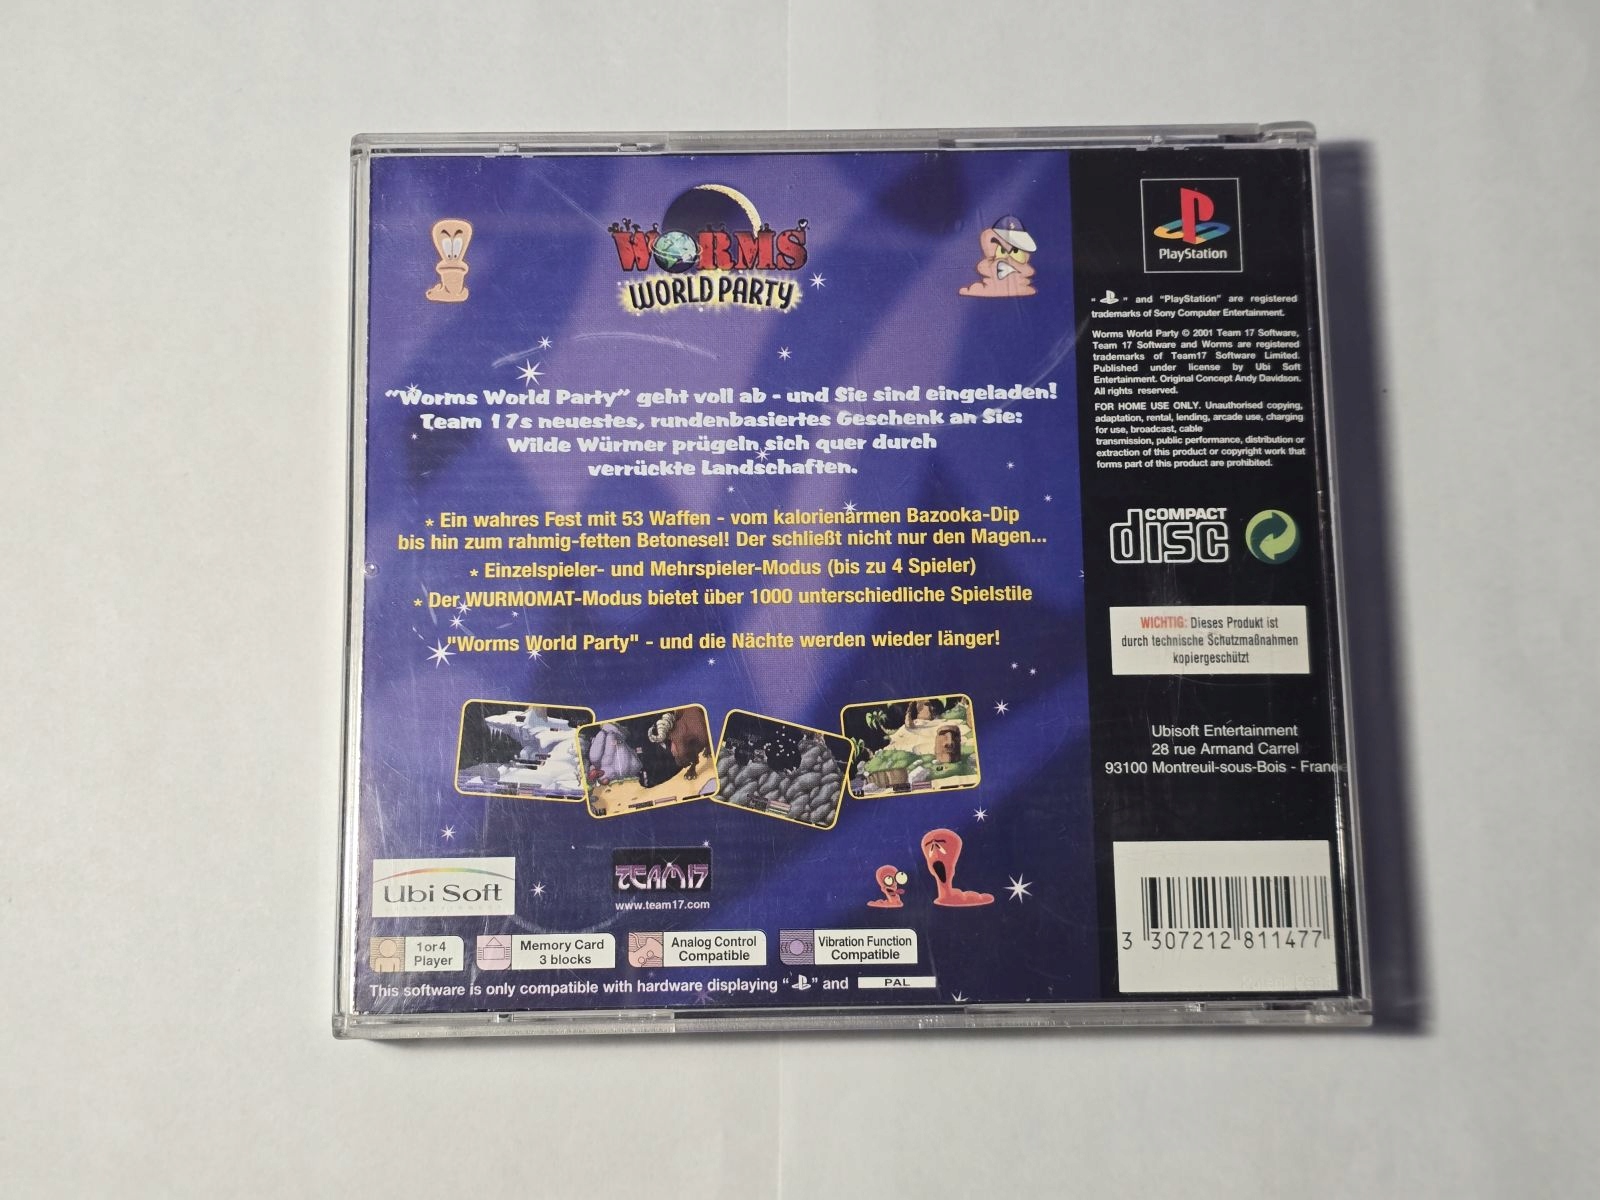 WORMS
WORLD PARTY
"Worms World Party" geht voll ab - und Sie sind eingeladen!
Team 17s neuestes, rundenbasiertes Geschenk an Sie:
Wilde Würmer prügeln sich quer durch
verrückte Landschaften.
* Ein wahres Fest mit 53 Waffen - vom kalorienarmen Bazooka-Dip
bis hin zum rahmig-fetten Betonesel! Der schließt nicht nur den Magen...
* Einzelspieler- und Mehrspieler-Modus (bis zu 4 Spieler)
* Der WURMOMAT-Modus bietet über 1000 unterschiedliche Spielstile
"Worms World Party" - und die Nächte werden wieder länger!
Ubi Soft
TEAM17
www.team17.com
1 or 4
Player
Memory Card
3 blocks
Analog Control
Compatible
Vibration Function
Compatible
This software is only compatible with hardware displaying " " and PAL
PlayStation
" " and "PlayStation" are registered
trademarks of Sony Computer Entertainment.
Worms World Party © 2001 Team 17 Software,
Team 17 Software and Worms are registered
trademarks of Team17 Software Limited.
Published under license by Ubi Soft
Entertainment. Original Concept Andy Davidson.
All rights reserved.
FOR HOME USE ONLY. Unauthorised copying,
adaptation, rental, lending, arcade use, charging
for use, broadcast, cable
transmission, public performance, distribution or
extraction of this product or copyright work that
forms part of this product are prohibited.
COMPACT
disc
WICHTIG: Dieses Produkt ist
durch technische Schutzmaßnahmen
kopiergeschützt
Ubisoft Entertainment
28 rue Armand Carrel
93100 Montreuil-sous-Bois - France
3 307212 811477